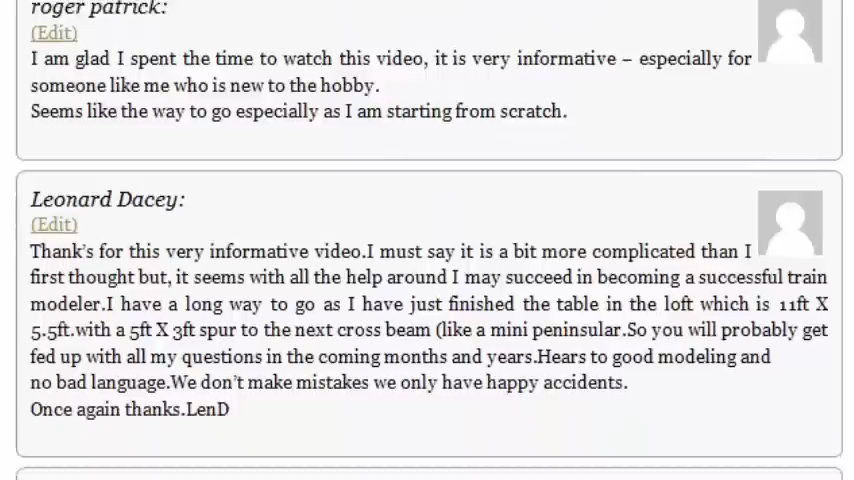 roger patrick:
(Edit)
I am glad I spent the time to watch this video, it is very informative – especially for
someone like me who is new to the hobby.
Seems like the way to go especially as I am starting from scratch.
Leonard Dacey:
(Edit)
Thank's for this very informative video.I must say it is a bit more complicated than I
first thought but, it seems with all the help around I may succeed in becoming a successful train
modeler.I have a long way to go as I have just finished the table in the loft which is 11ft X
5.5ft.with a 5ft X 3ft spur to the next cross beam (like a mini peninsular.So you will probably get
fed up with all my questions in the coming months and years.Hears to good modeling and
no bad language.We don't make mistakes we only have happy accidents.
Once again thanks.LenD